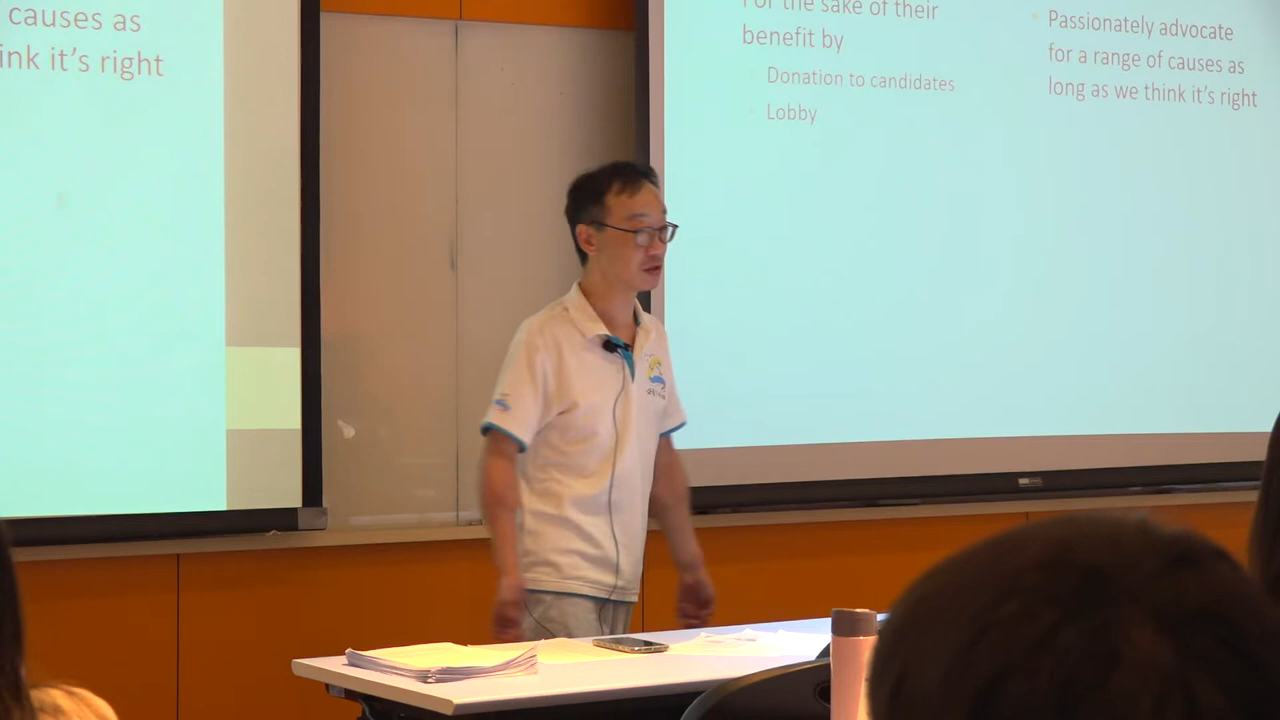 causes as
ink it's right
For the sake of their
benefit by
Donation to candidates
Lobby
Passionately advocate
for a range of causes as
long as we think it's right